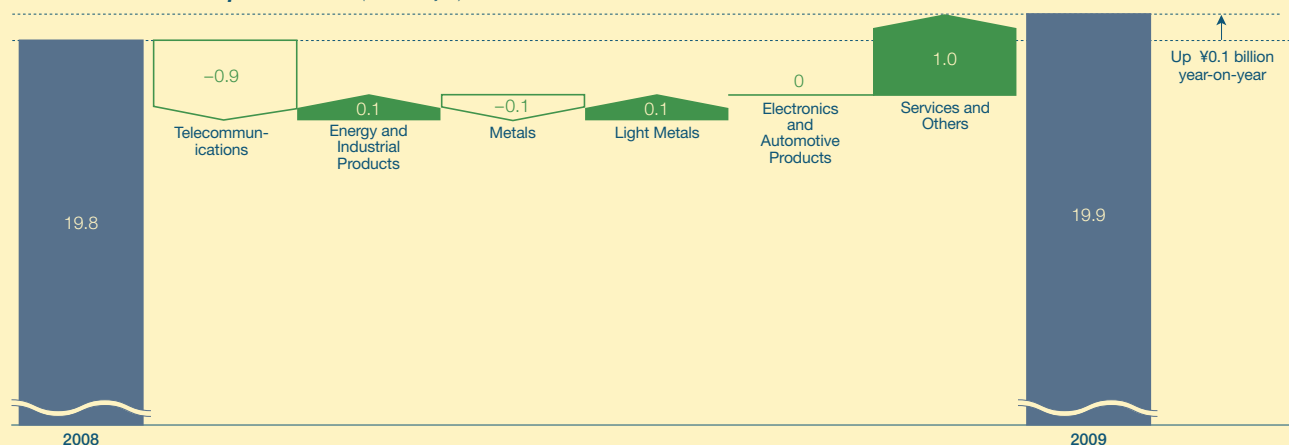 19.8
−0.9
Telecommun-
ications
0.1
Energy and
Industrial
Products
−0.1
Metals
0.1
Light Metals
0
Electronics
and
Automotive
Products
1.0
Services and
Others
19.9
Up ¥0.1 billion
year-on-year
2008
2009